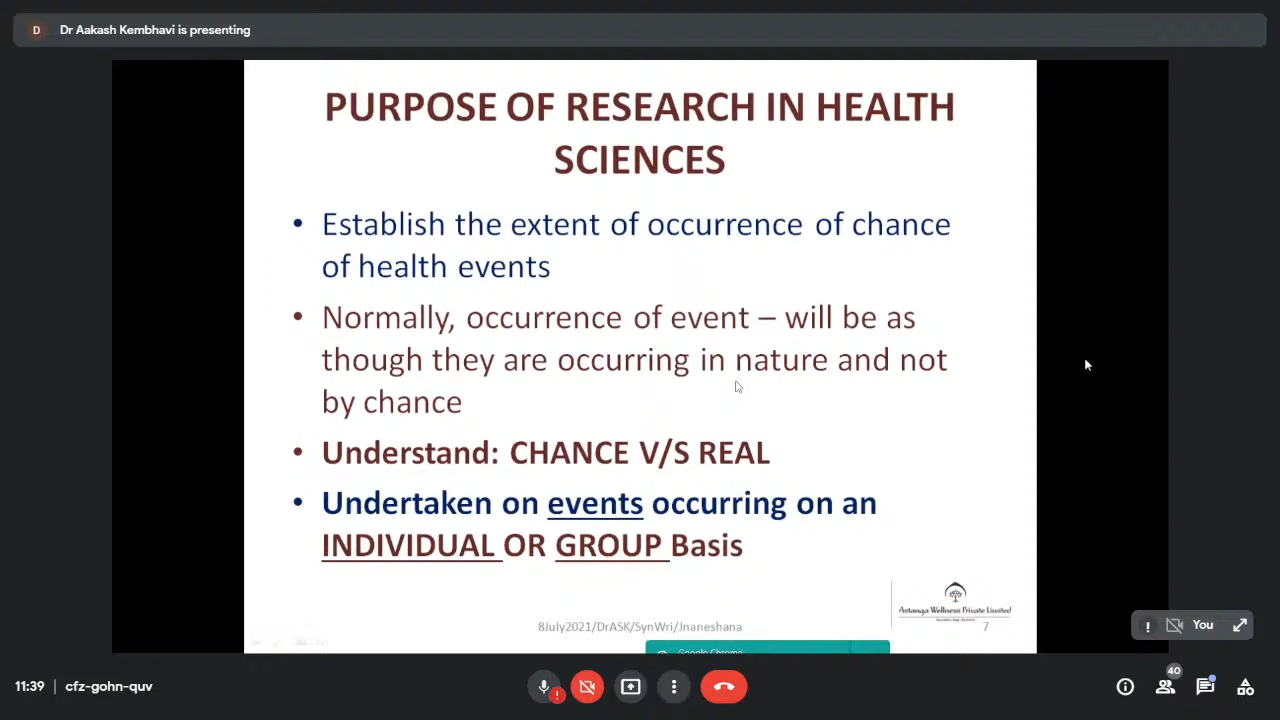 D Dr Aakash Kembhavi is presenting
PURPOSE OF RESEARCH IN HEALTH
SCIENCES
• Establish the extent of occurrence of chance
of health events
• Normally, occurrence of event – will be as
though they are occurring in nature and not
by chance
• Understand: CHANCE V/S REAL
• Undertaken on events occurring on an
INDIVIDUAL OR GROUP Basis
Astanga Wellness Private Limited
8July2021/DrASK/SynWri/Jnaneshana
7
You
Google Chrome
11:39 | cfz-gohn-quv
40